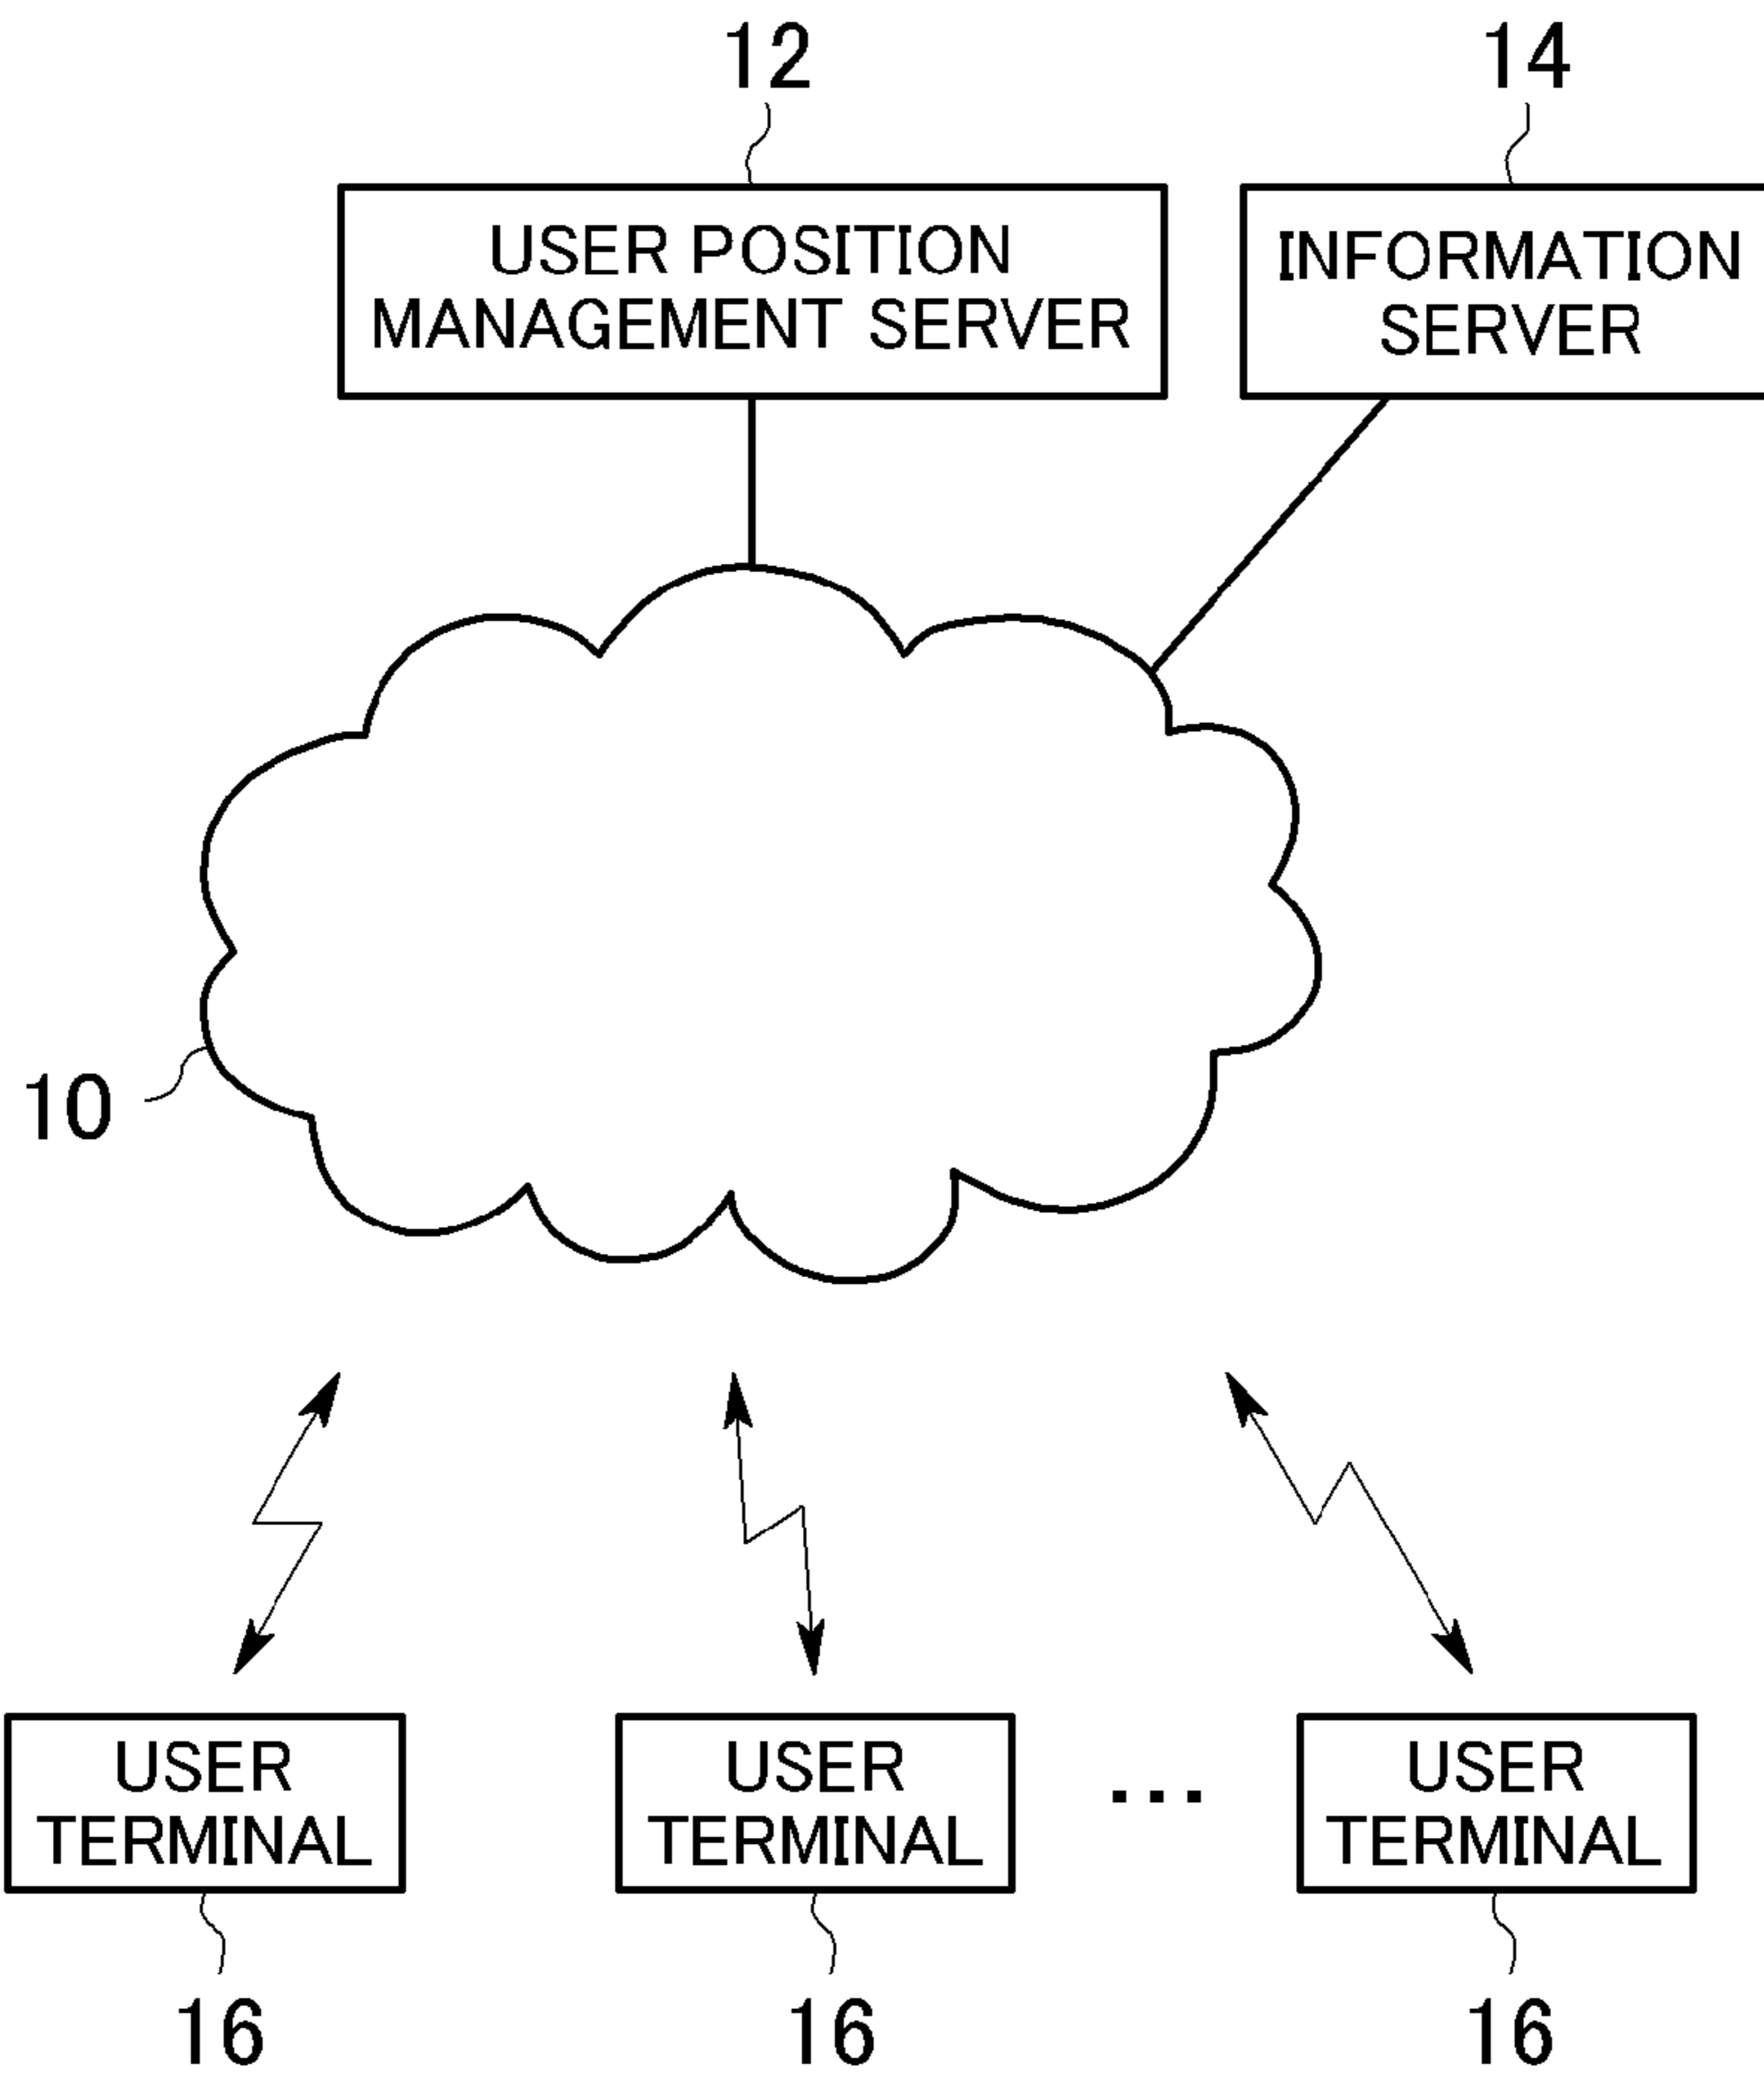 12
14
USER POSITION
MANAGEMENT SERVER
INFORMATION
SERVER
10
USER
TERMINAL
USER
TERMINAL
...
USER
TERMINAL
16
16
16